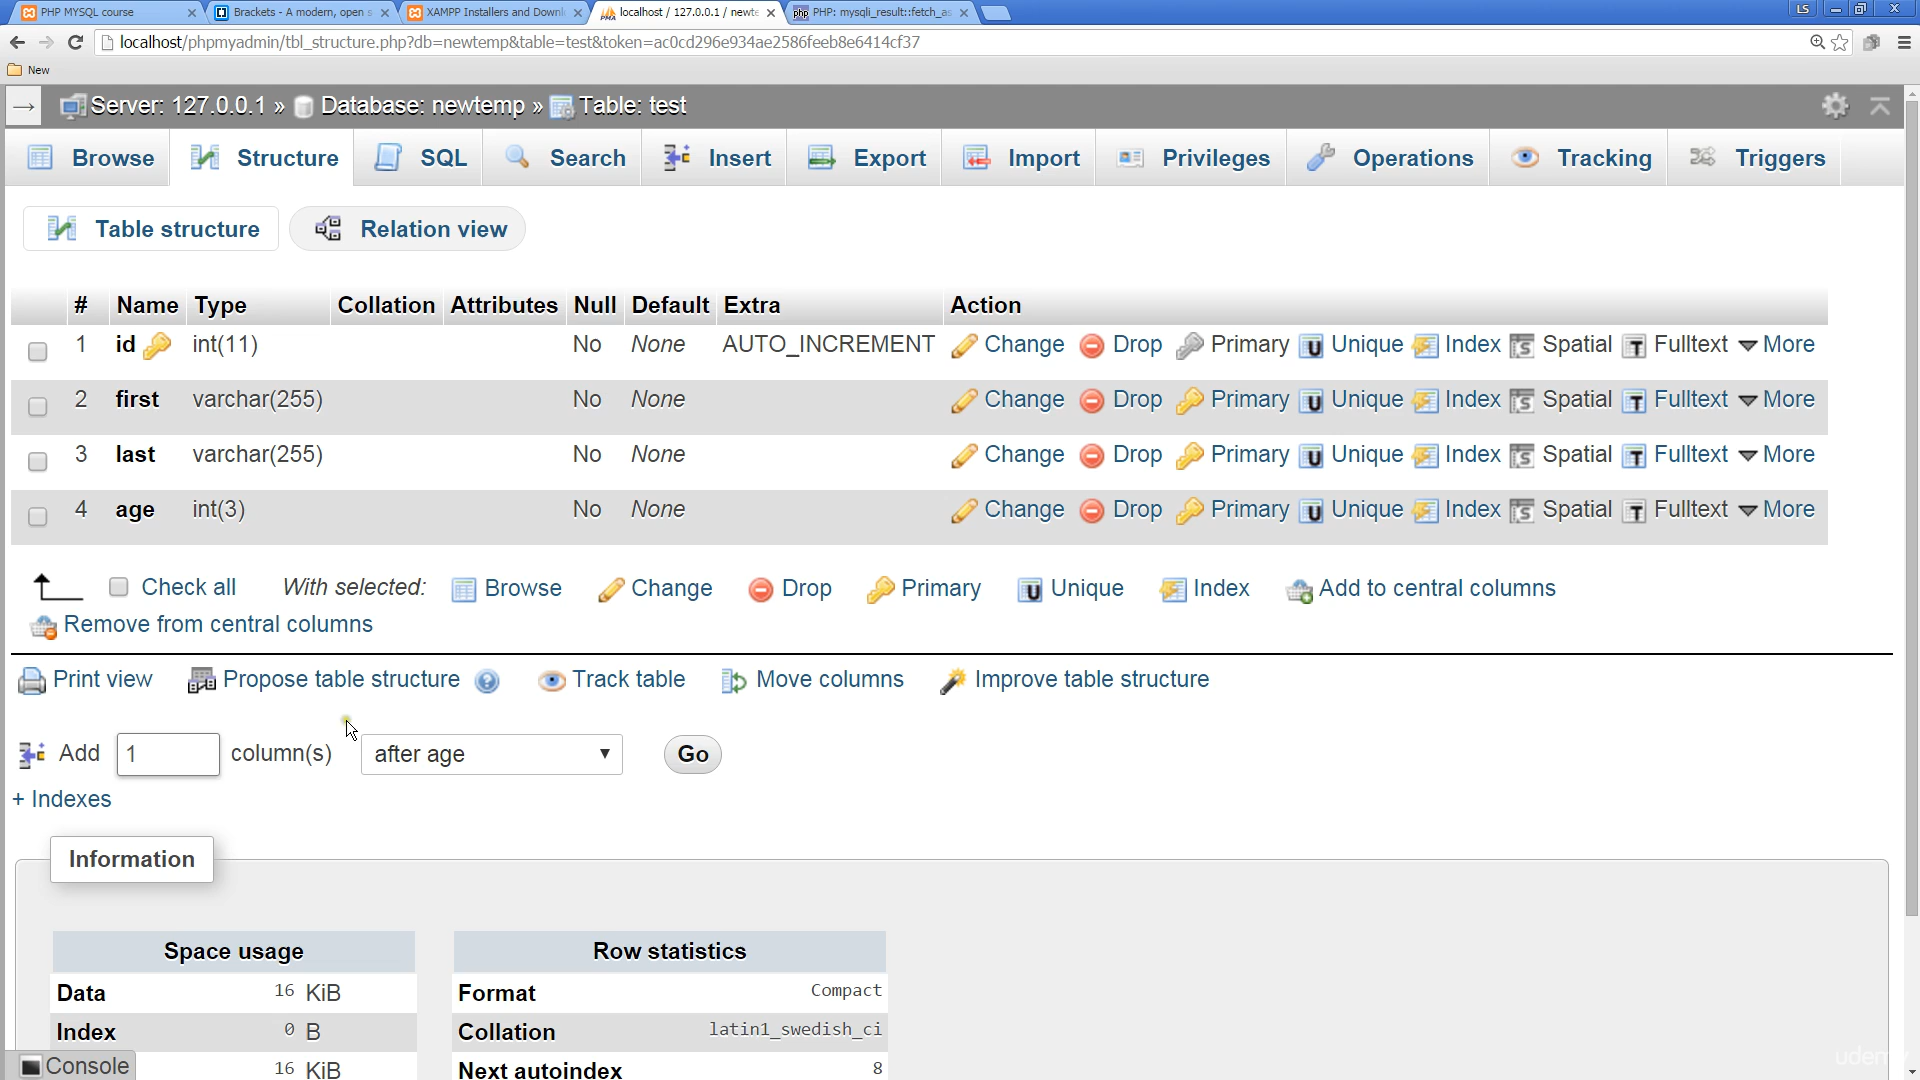 PHP MYSQL course
Brackets - A modern, open s
XAMPP Installers and Downl
localhost / 127.0.0.1 / newte
PHP: mysqli_result::fetch_as
LS
localhost/phpmyadmin/tbl_structure.php?db=newtemp&table=test&token=ac0cd296e934ae2586feeb8e6414cf37
New
Server: 127.0.0.1 » Database: newtemp » Table: test
Browse Structure SQL Search Insert Export Import Privileges Operations Tracking Triggers
Table structure Relation view
# Name Type Collation Attributes Null Default Extra Action
1 id int(11) No None AUTO_INCREMENT Change Drop Primary Unique Index Spatial Fulltext More
2 first varchar(255) No None Change Drop Primary Unique Index Spatial Fulltext More
3 last varchar(255) No None Change Drop Primary Unique Index Spatial Fulltext More
4 age int(3) No None Change Drop Primary Unique Index Spatial Fulltext More
Check all With selected: Browse Change Drop Primary Unique Index Add to central columns
Remove from central columns
Print view Propose table structure Track table Move columns Improve table structure
Add 1 column(s) after age Go
+ Indexes
Information
Space usage
Data 16 KiB
Index 0 B
16 KiB
Row statistics
Format Compact
Collation latin1_swedish_ci
Next autoindex 8
Console
udemy